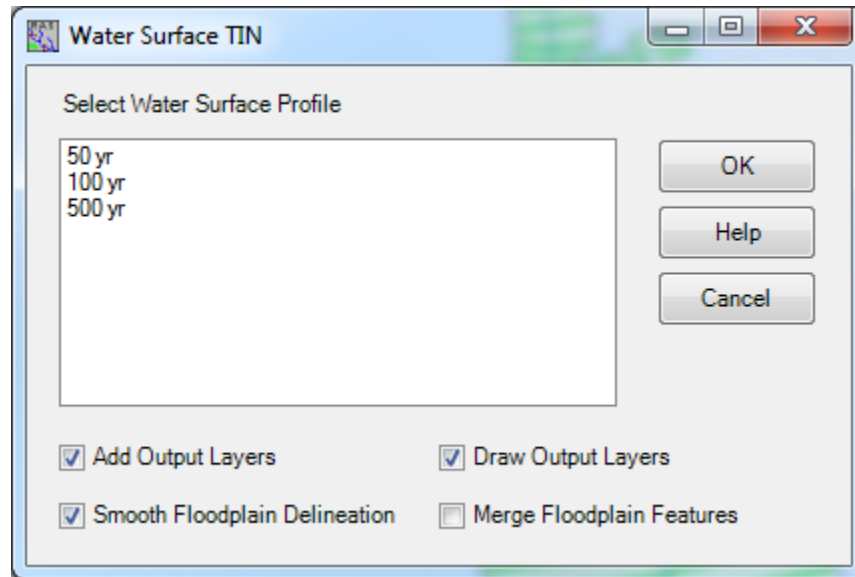 Water Surface TIN
Select Water Surface Profile
50 yr
100 yr
500 yr
OK
Help
Cancel
Add Output Layers
Draw Output Layers
Smooth Floodplain Delineation
Merge Floodplain Features